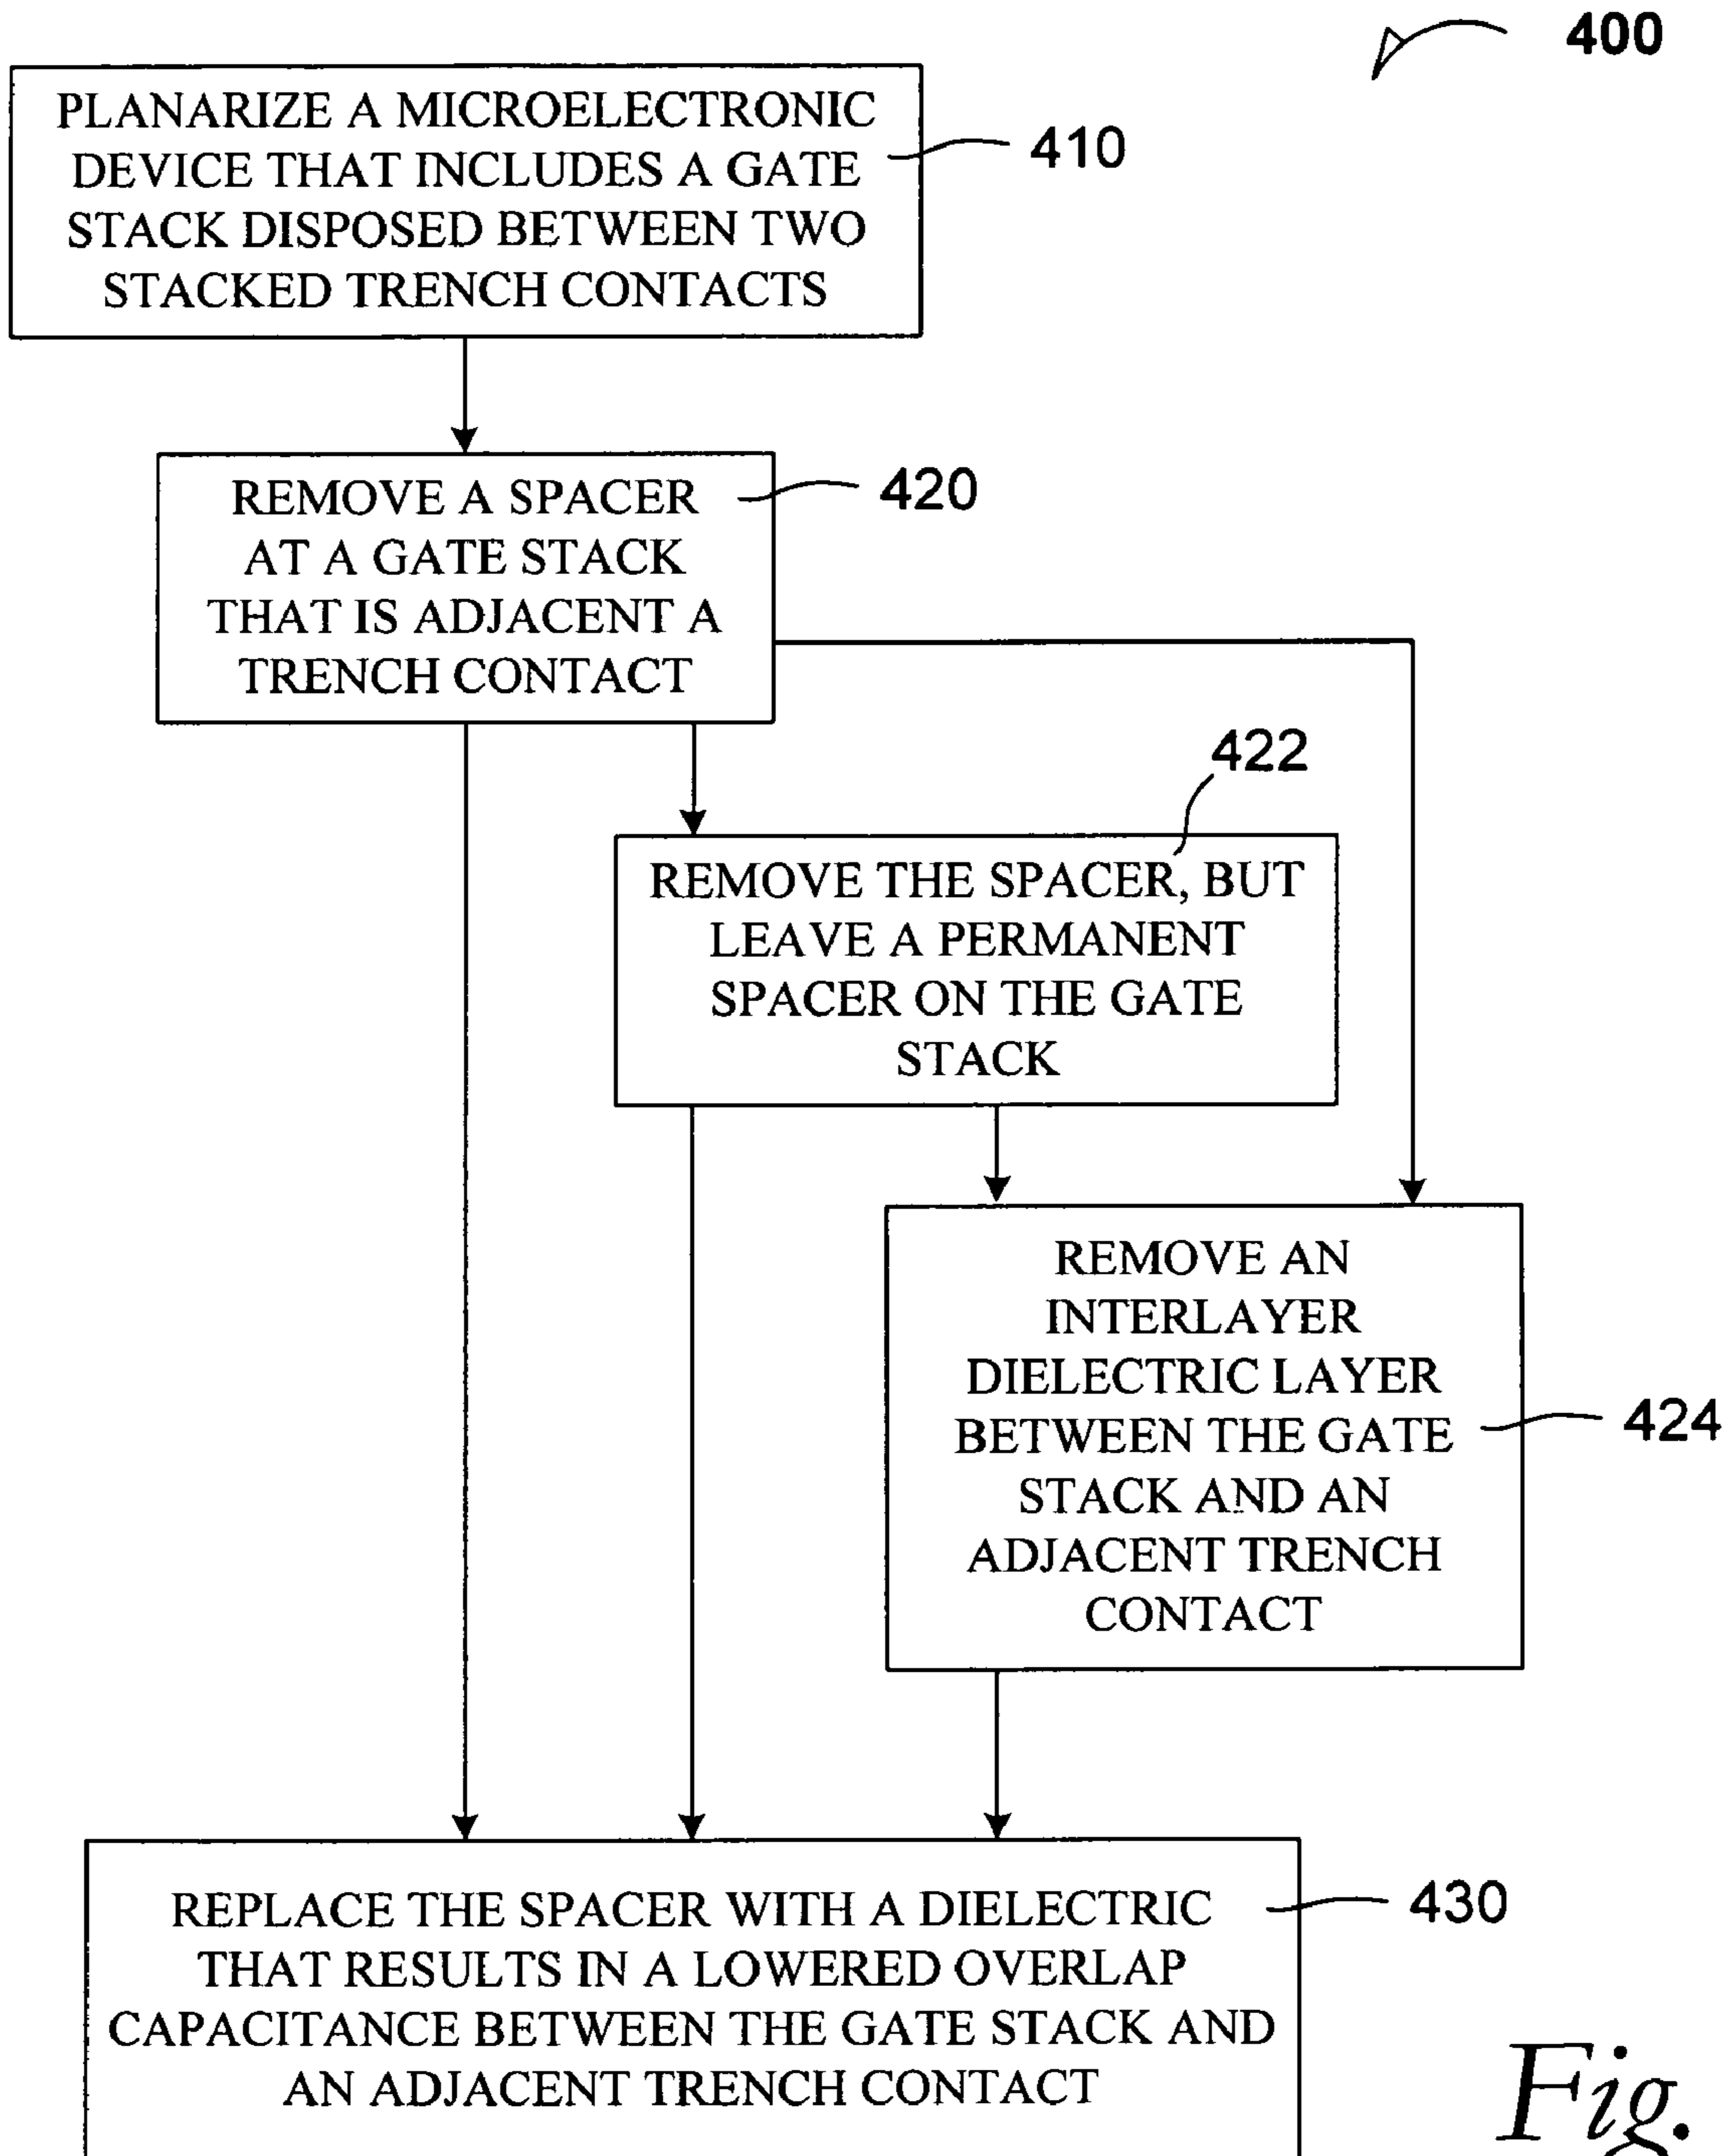 400
PLANARIZE A MICROELECTRONIC
DEVICE THAT INCLUDES A GATE
STACK DISPOSED BETWEEN TWO
STACKED TRENCH CONTACTS
410
REMOVE A SPACER
AT A GATE STACK
THAT IS ADJACENT A
TRENCH CONTACT
420
422
REMOVE THE SPACER, BUT
LEAVE A PERMANENT
SPACER ON THE GATE
STACK
REMOVE AN
INTERLAYER
DIELECTRIC LAYER
BETWEEN THE GATE
STACK AND AN
ADJACENT TRENCH
CONTACT
424
REPLACE THE SPACER WITH A DIELECTRIC
THAT RESULTS IN A LOWERED OVERLAP
CAPACITANCE BETWEEN THE GATE STACK AND
AN ADJACENT TRENCH CONTACT
430
Fig.